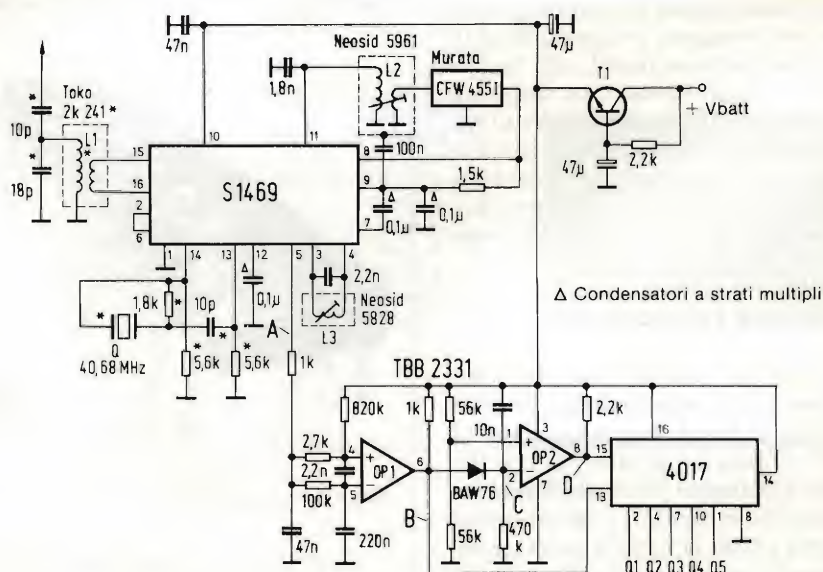 47n
47µ
Neosid 5961
L2
Murata
CFW 455 I
T1
+ Vbatt
1,8n
Toko
2k 241*
*
10p
L1
*
*
18p
10
11
100n
47µ
2,2k
15
16
2
6
S1469
8
9
7
1,5k
Δ
0,1µ
Δ
0,1µ
1
14
13
12
5
3
4
2,2n
Neosid
5828
L3
Δ Condensatori a strati multipli
1,8k
*
10p
*
Δ
0,1µ
A
*
Q
40,68 MHz
*5,6k
*5,6k
1k
TBB 2331
820k
1k
56k
10n
2,2k
2,7k
2,2n
100k
4
+
5
−
OP1
6
BAW76
1
+
2
−
OP2
3
7
8
D
15
13
16
14
4017
B
C
47n
220n
56k
470
k
2
4
7
10
1
8
Q1
Q2
Q3
Q4
Q5